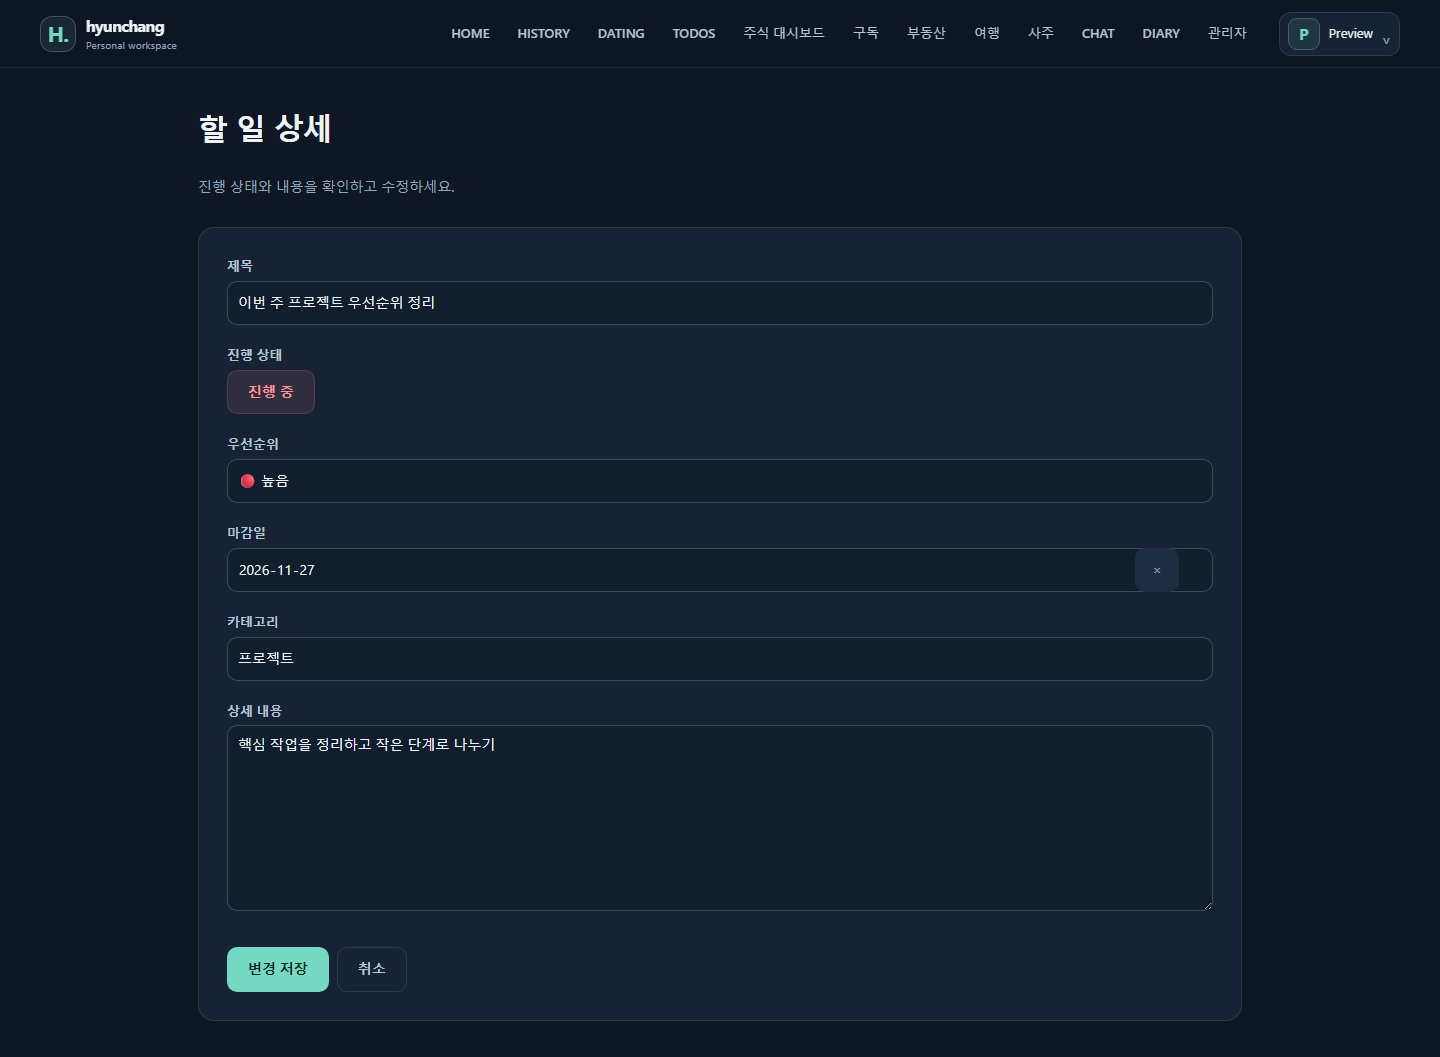 H.
hyunchang
Personal workspace
HOME
HISTORY
DATING
TODOS
주식 대시보드
구독
부동산
여행
사주
CHAT
DIARY
관리자
P
Preview
v
할 일 상세
진행 상태와 내용을 확인하고 수정하세요.
제목
이번 주 프로젝트 우선순위 정리
진행 상태
진행 중
우선순위
높음
마감일
2026-11-27
×
카테고리
프로젝트
상세 내용
핵심 작업을 정리하고 작은 단계로 나누기
변경 저장
취소